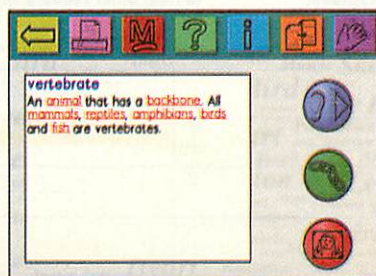 M ? i
vertebrate
An animal that has a backbone. All
mammals, reptiles, amphibians, birds
and fish are vertebrates.